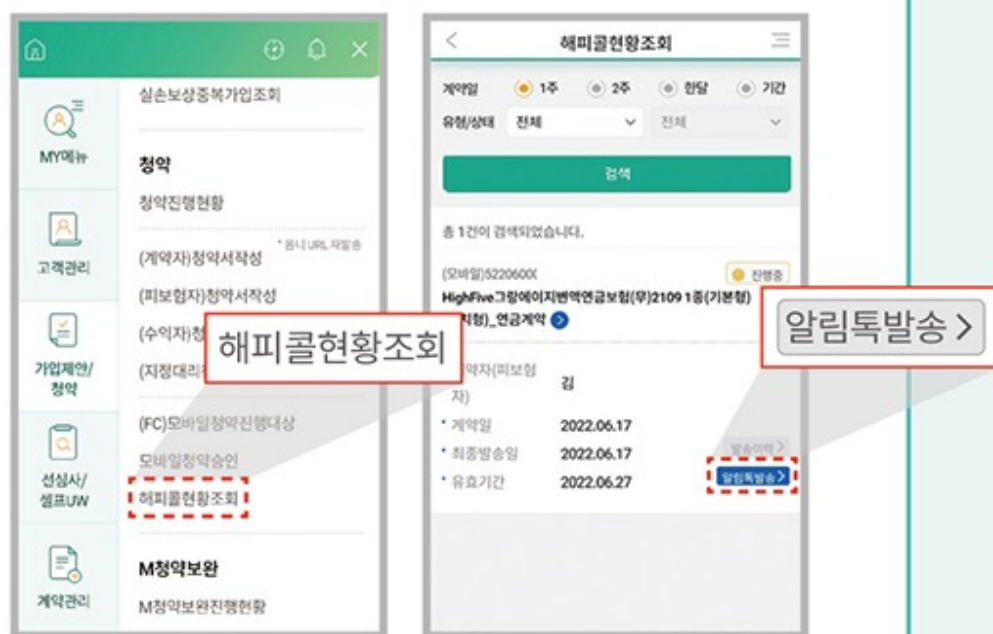 실손보상중복가입조회
MY메뉴
청약
청약진행현황
* 옴니 URL 재발송
고객관리
(계약자)청약서작성
(피보험자)청약서작성
(수익자)청
가입제안/
청약
(지정대리
(FC)모바일청약진행대상
모바일청약승인
선심사/
셀프UW
해피콜현황조회
M청약보완
계약관리
M청약보완진행현황
해피콜현황조회
해피콜현황조회
계약일 1주 2주 한달 기간
유형/상태 전체 전체
검색
총 1건이 검색되었습니다.
(모바일)5220600( 진행중
HighFive그랑에이지변액연금보험(무)2109 1종(기본형)
치형)_연금계약
약자(피보험
자)
김
계약일 2022.06.17
최종발송일 2022.06.17
발송이력 >
유효기간 2022.06.27
알림톡발송 >
알림톡발송 >